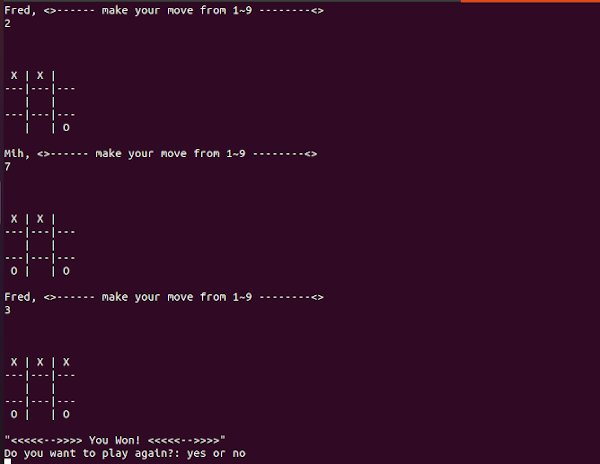 Fred, <>------ make your move from 1~9 --------<>
2
 X | X |
---|---|---
   |   |
---|---|---
   |   | O
Mih, <>------ make your move from 1~9 --------<>
7
 X | X |
---|---|---
   |   |
---|---|---
 O |   | O
Fred, <>------ make your move from 1~9 --------<>
3
 X | X | X
---|---|---
   |   |
---|---|---
 O |   | O
"<<<<<-->>>> You Won! <<<<<-->>>>"
Do you want to play again?: yes or no